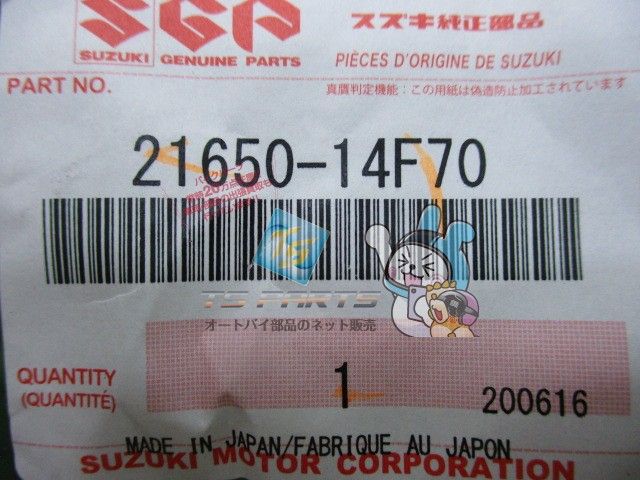 SGP
スズキ純正部品
SUZUKI GENUINE PARTS
PIÈCES D'ORIGINE DE SUZUKI
PART NO.
真贋判定機能：この用紙は偽造防止加工されています
21650-14F70
TS PARTS
オートバイ部品のネット販売
QUANTITY
(QUANTITÉ)
1
200616
MADE IN JAPAN/FABRIQUE AU JAPON
SUZUKI MOTOR CORPORATION